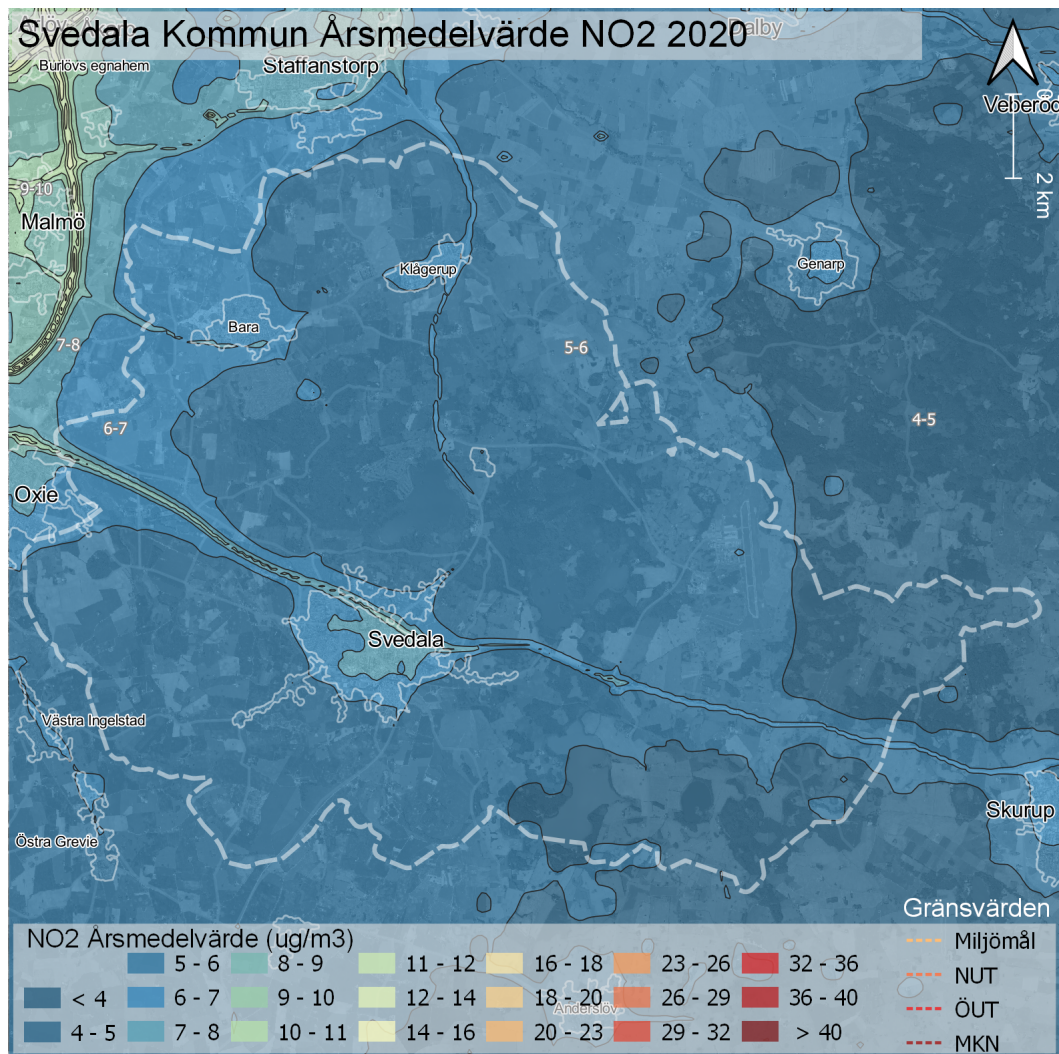 Svedala Kommun Årsmedelvärde NO2 2020
Dalby
Burlövs egnahem
Staffanstorp
Veberöd
0
2 km
9-10
Malmö
Klågerup
Genarp
Bara
7-8
5-6
6-7
4-5
Oxie
Svedala
Västra Ingelstad
Skurup
Östra Grevie
Gränsvärden
Miljömål
NUT
ÖUT
MKN
NO2 Årsmedelvärde (ug/m3)
5 - 6
8 - 9
11 - 12
16 - 18
23 - 26
32 - 36
< 4
6 - 7
9 - 10
12 - 14
18 - 20
26 - 29
36 - 40
Anderslöv
4 - 5
7 - 8
10 - 11
14 - 16
20 - 23
29 - 32
> 40